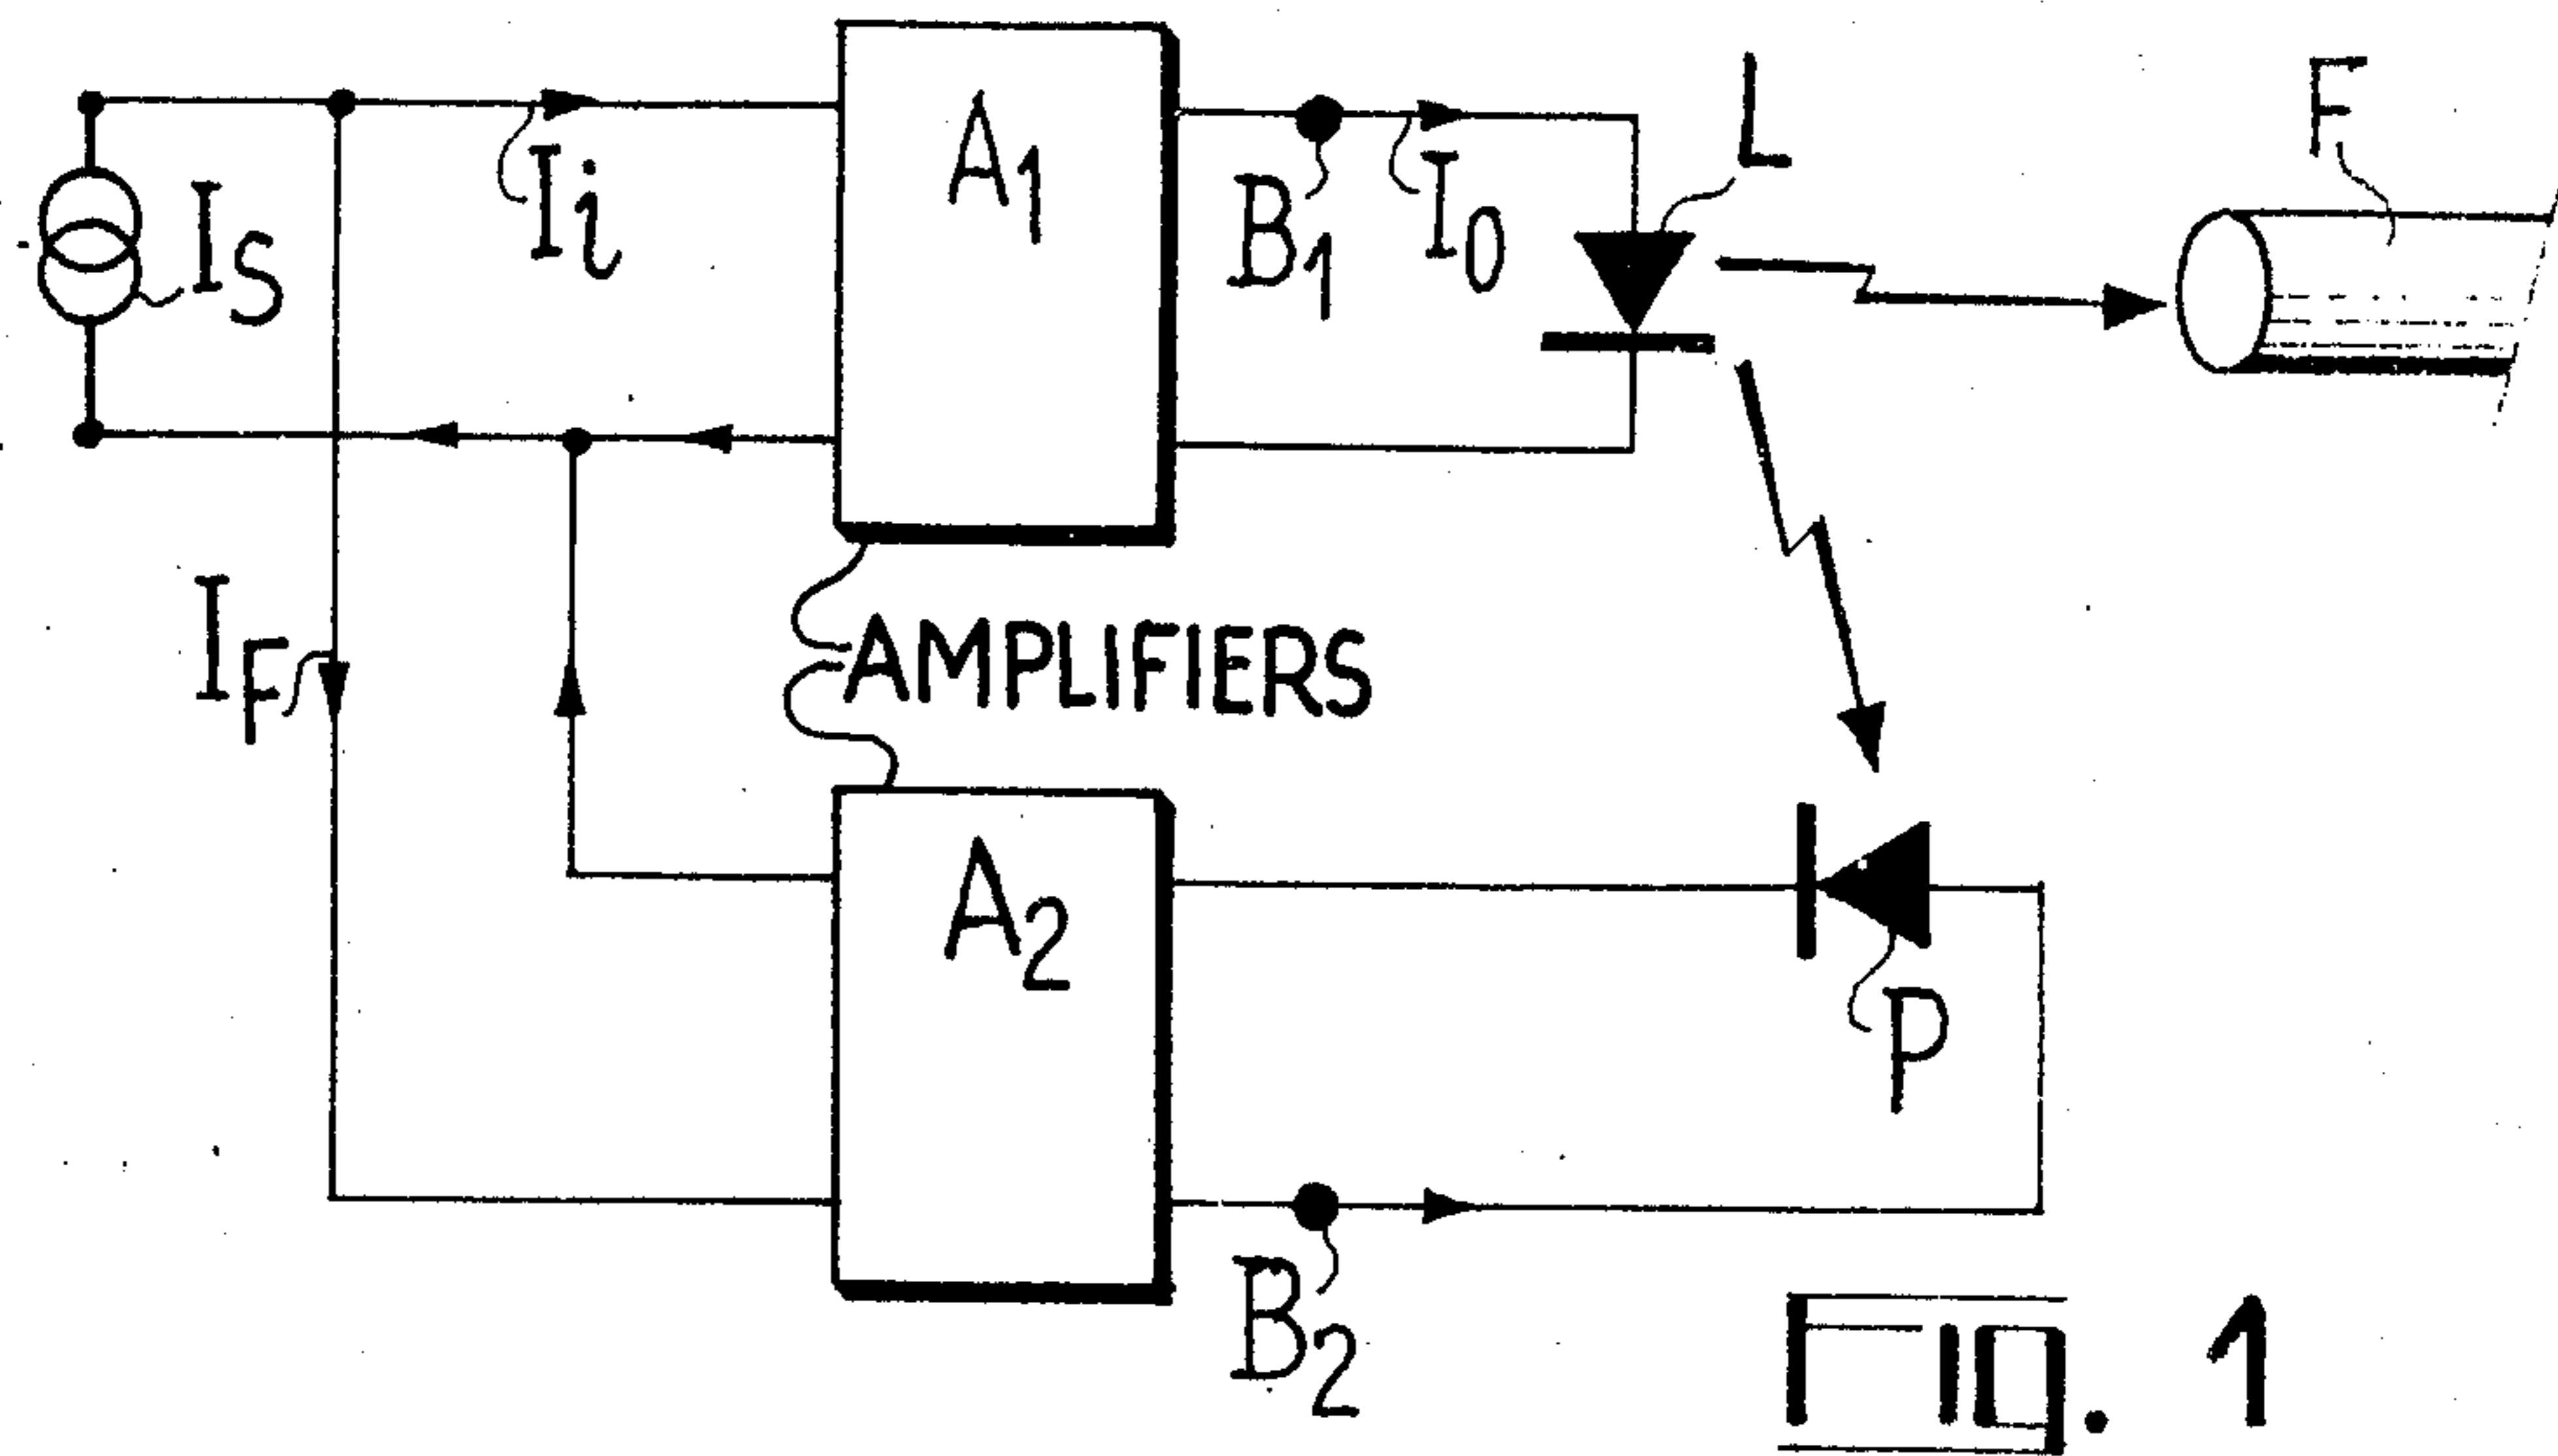 A1
L
F
Ii
B1
I0
IS
IF
AMPLIFIERS
A2
P
B2
FIG. 1